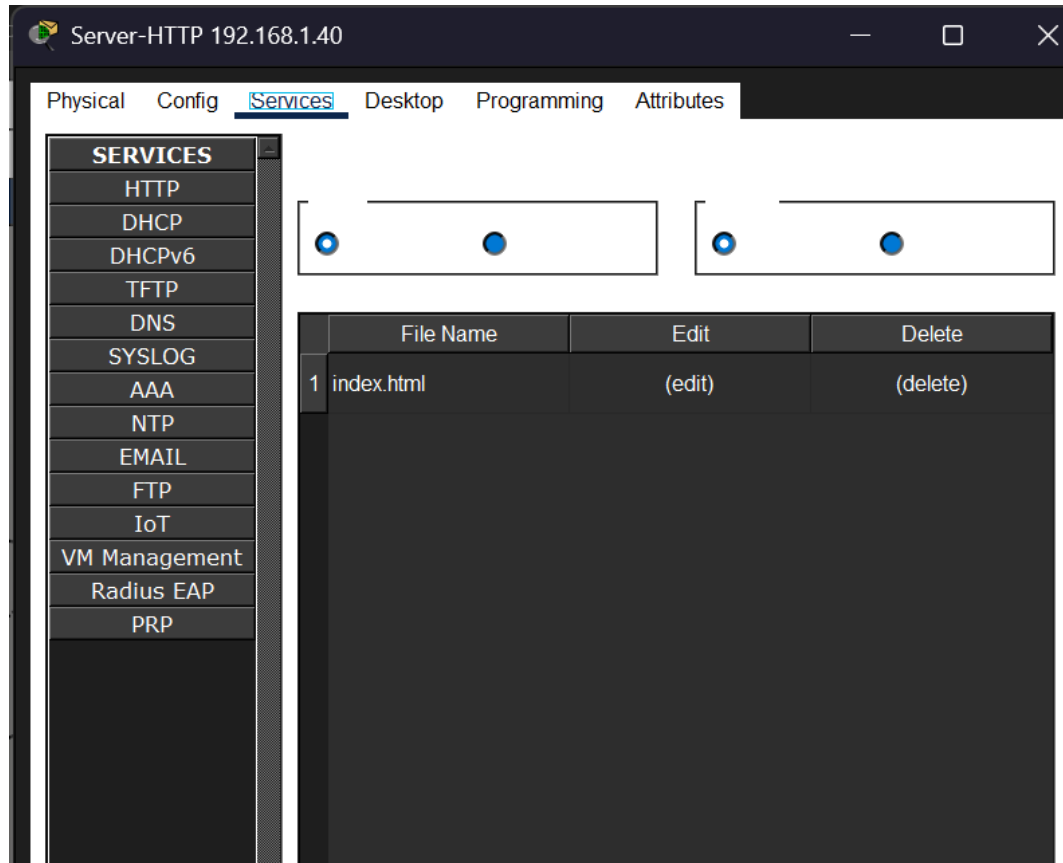 Server-HTTP 192.168.1.40
Physical Config Services Desktop Programming Attributes
SERVICES
HTTP
DHCP
DHCPv6
TFTP
DNS
SYSLOG
AAA
NTP
EMAIL
FTP
IoT
VM Management
Radius EAP
PRP
File Name Edit Delete
1 index.html (edit) (delete)